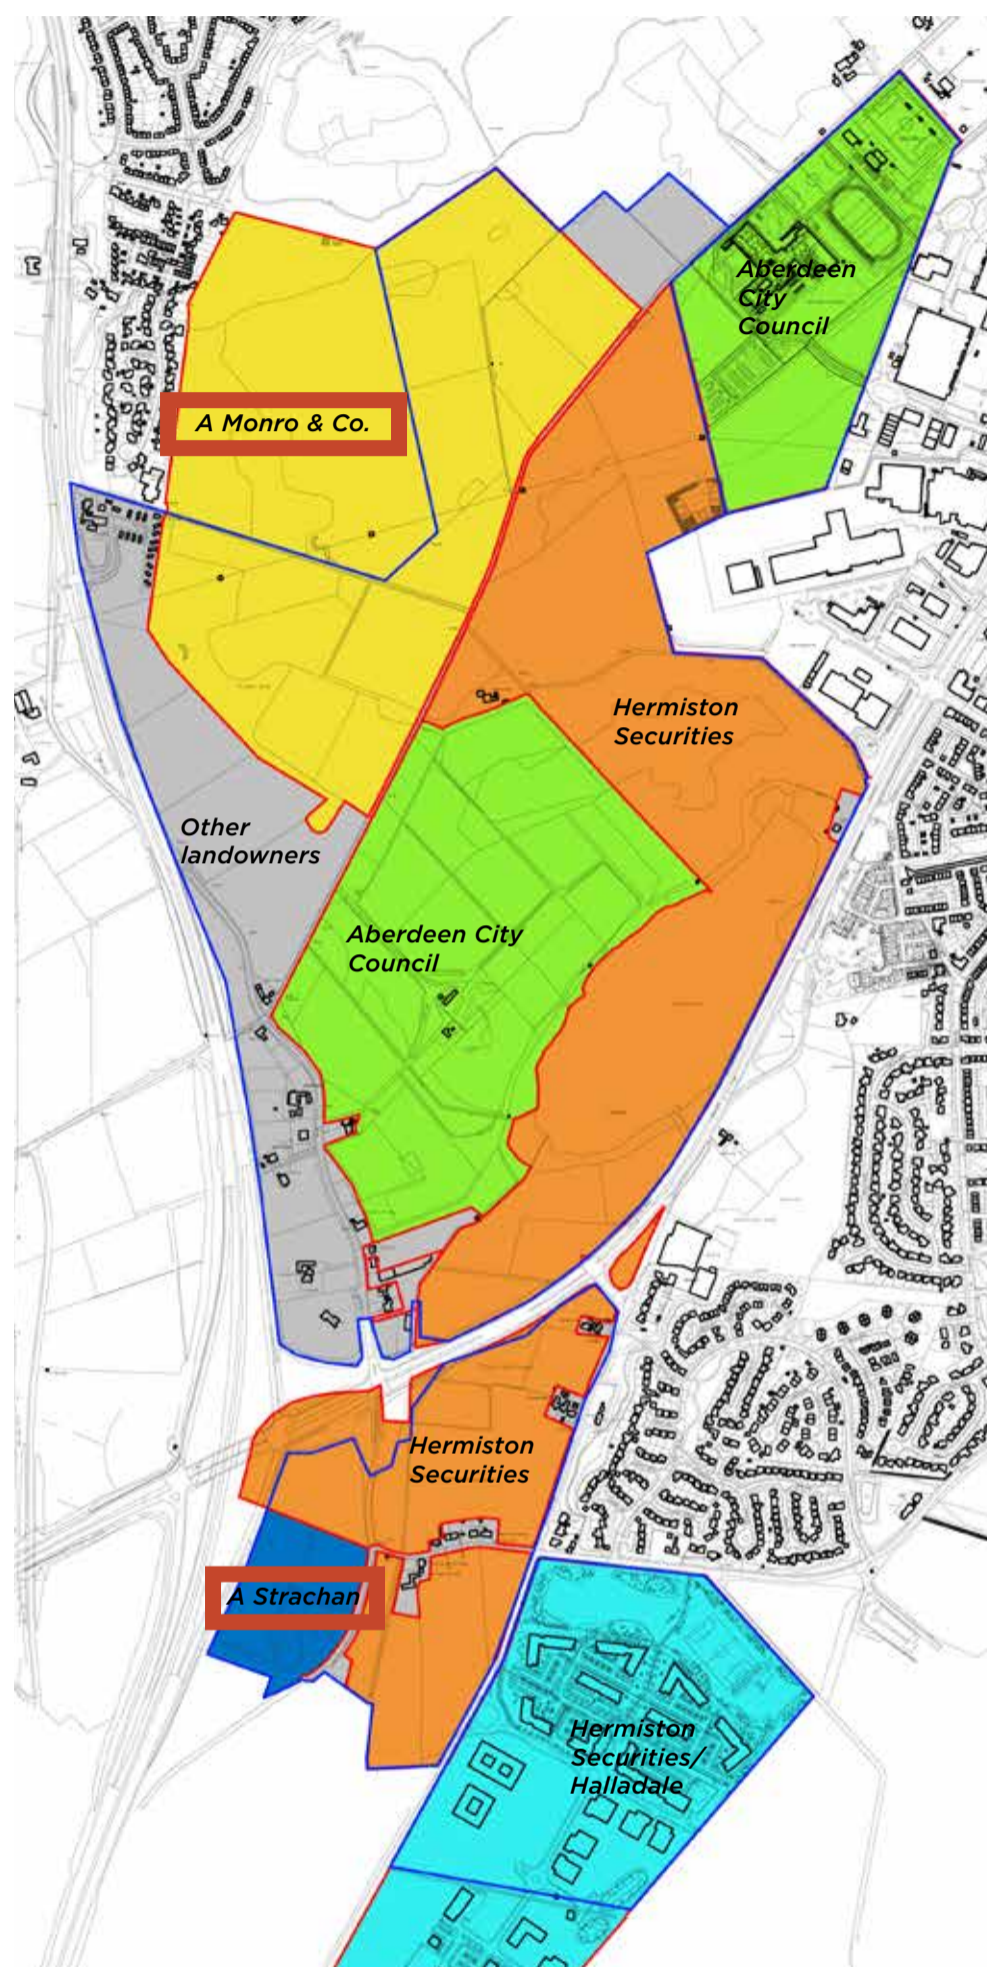 Aberdeen
City
Council
A Monro & Co.
Hermiston
Securities
Other
landowners
Aberdeen City
Council
Hermiston
Securities
A Strachan
Hermiston
Securities/
Halladale